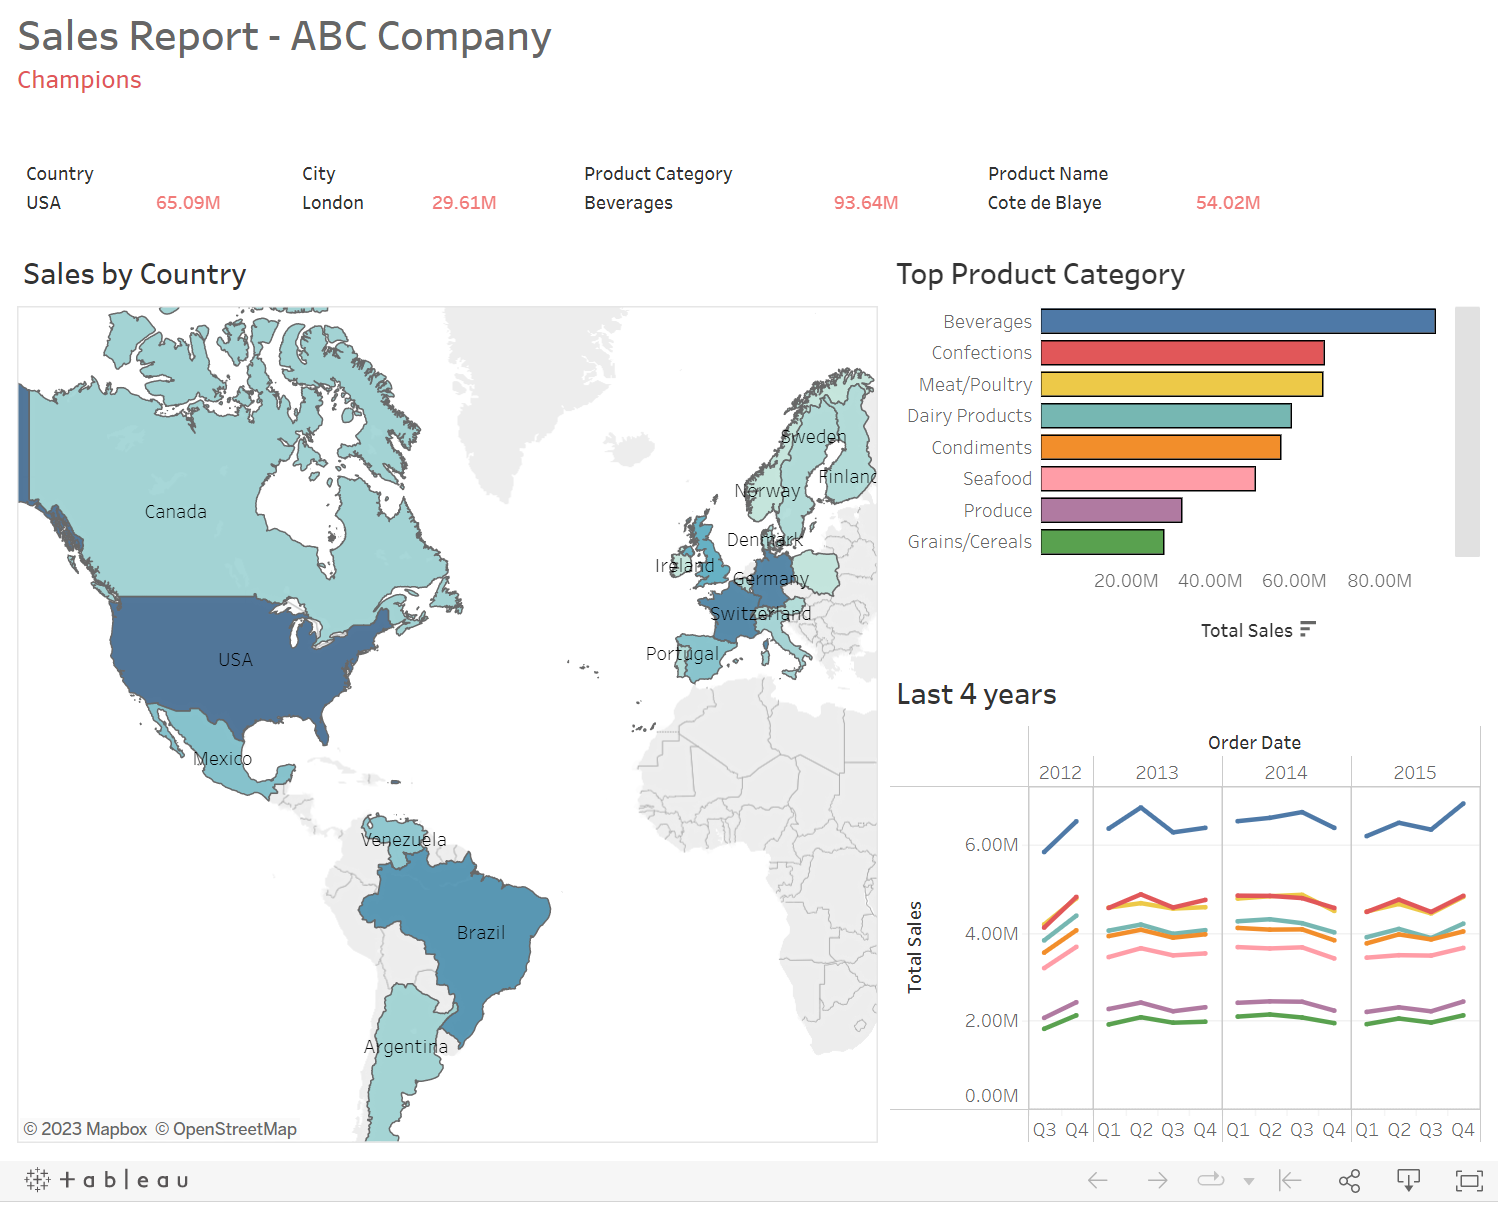 Sales Report - ABC Company
Champions
Country
USA 65.09M
City
London 29.61M
Product Category
Beverages 93.64M
Product Name
Cote de Blaye 54.02M
Sales by Country
Canada
USA
Mexico
Venezuela
Brazil
Argentina
Sweden
Finland
Norway
Denmark
Ireland
Germany
Switzerland
Portugal
© 2023 Mapbox © OpenStreetMap
Top Product Category
Beverages
Confections
Meat/Poultry
Dairy Products
Condiments
Seafood
Produce
Grains/Cereals
20.00M 40.00M 60.00M 80.00M
Total Sales
Last 4 years
Order Date
2012 2013 2014 2015
Total Sales
6.00M
4.00M
2.00M
0.00M
Q3 Q4 Q1 Q2 Q3 Q4 Q1 Q2 Q3 Q4 Q1 Q2 Q3 Q4
+ a b l e a u